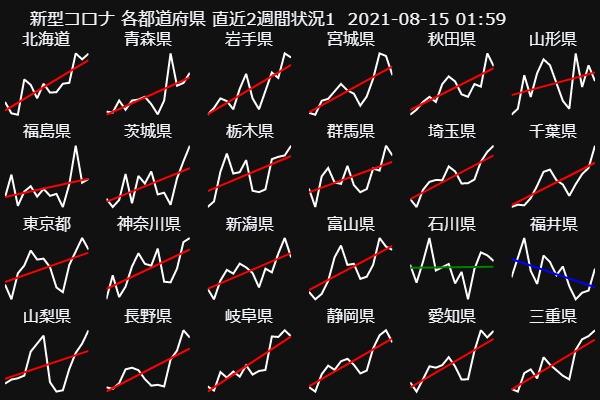 新型コロナ 各都道府県 直近2週間状況1 2021-08-15 01:59
北海道 青森県 岩手県 宮城県 秋田県 山形県
福島県 茨城県 栃木県 群馬県 埼玉県 千葉県
東京都 神奈川県 新潟県 富山県 石川県 福井県
山梨県 長野県 岐阜県 静岡県 愛知県 三重県